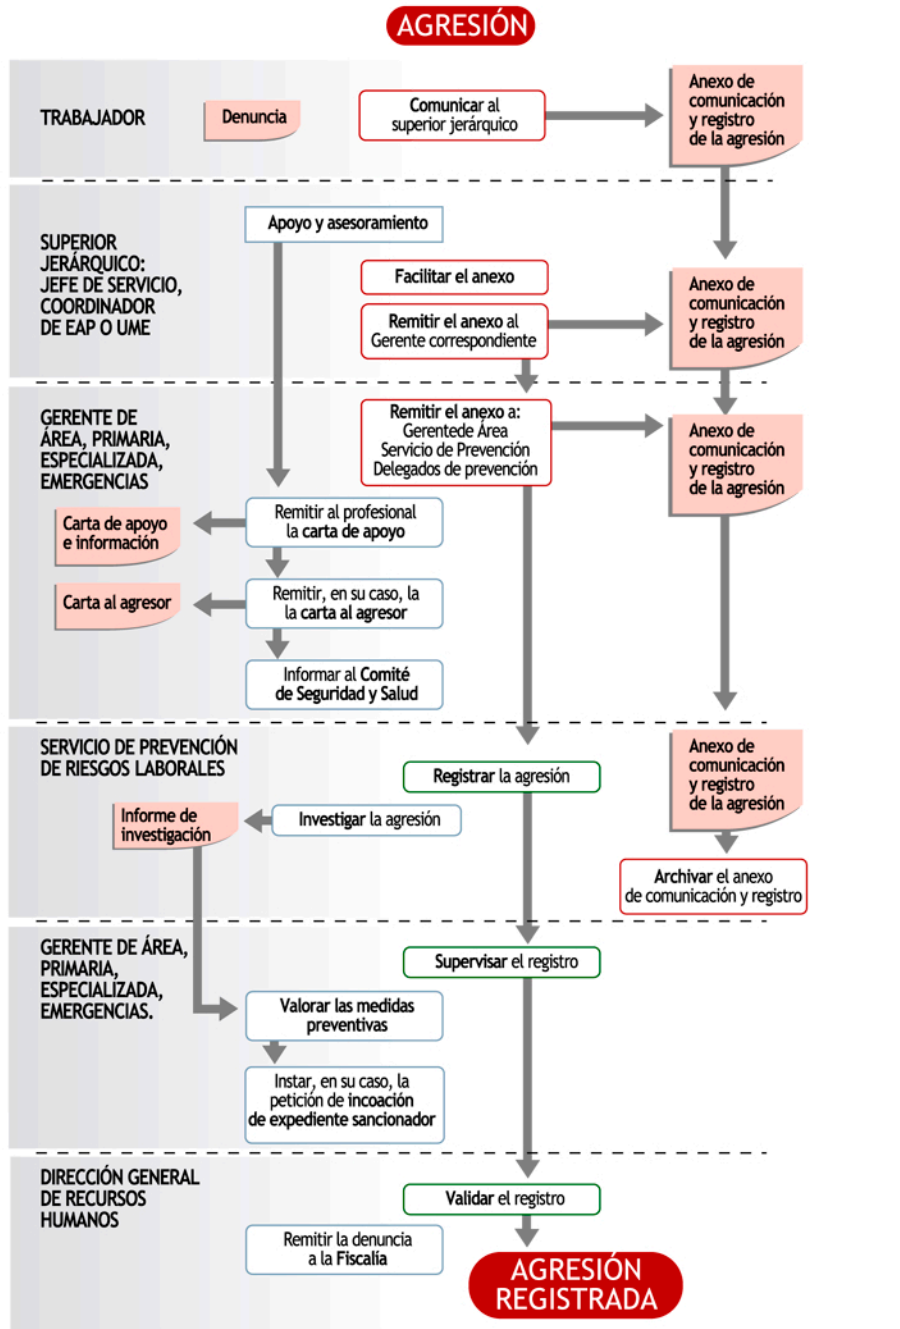 AGRESIÓN
TRABAJADOR
Denuncia
Comunicar al
superior jerárquico
Anexo de
comunicación
y registro
de la agresión
SUPERIOR
JERÁRQUICO:
JEFE DE SERVICIO,
COORDINADOR
DE EAP O UME
Apoyo y asesoramiento
Facilitar el anexo
Remitir el anexo al
Gerente correspondiente
Anexo de
comunicación
y registro
de la agresión
GERENTE DE
ÁREA, PRIMARIA,
ESPECIALIZADA,
EMERGENCIAS
Remitir el anexo a:
Gerentede Área
Servicio de Prevención
Delegados de prevención
Anexo de
comunicación
y registro
de la agresión
Carta de apoyo
e información
Remitir al profesional
la carta de apoyo
Carta al agresor
Remitir, en su caso, la
la carta al agresor
Informar al Comité
de Seguridad y Salud
SERVICIO DE PREVENCIÓN
DE RIESGOS LABORALES
Registrar la agresión
Anexo de
comunicación
y registro
de la agresión
Informe de
investigación
Investigar la agresión
Archivar el anexo
de comunicación y registro
GERENTE DE ÁREA,
PRIMARIA,
ESPECIALIZADA,
EMERGENCIAS.
Supervisar el registro
Valorar las medidas
preventivas
Instar, en su caso, la
petición de incoación
de expediente sancionador
DIRECCIÓN GENERAL
DE RECURSOS
HUMANOS
Validar el registro
Remitir la denuncia
a la Fiscalía
AGRESIÓN
REGISTRADA